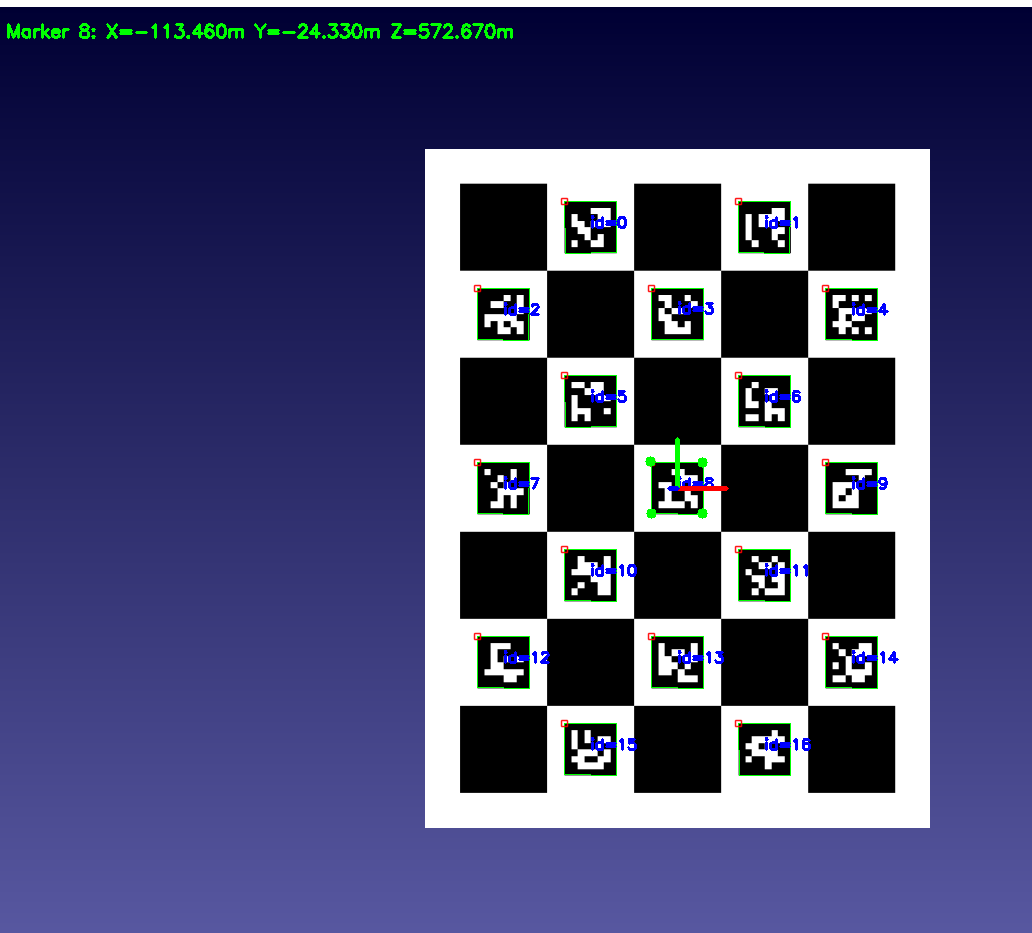 Marker 8: X=-113.460m Y=-24.330m Z=572.670m
id=0 id=1
id=2 id=3 id=4
id=5 id=6
id=7 id=8 id=9
id=10 id=11
id=12 id=13 id=14
id=15 id=16